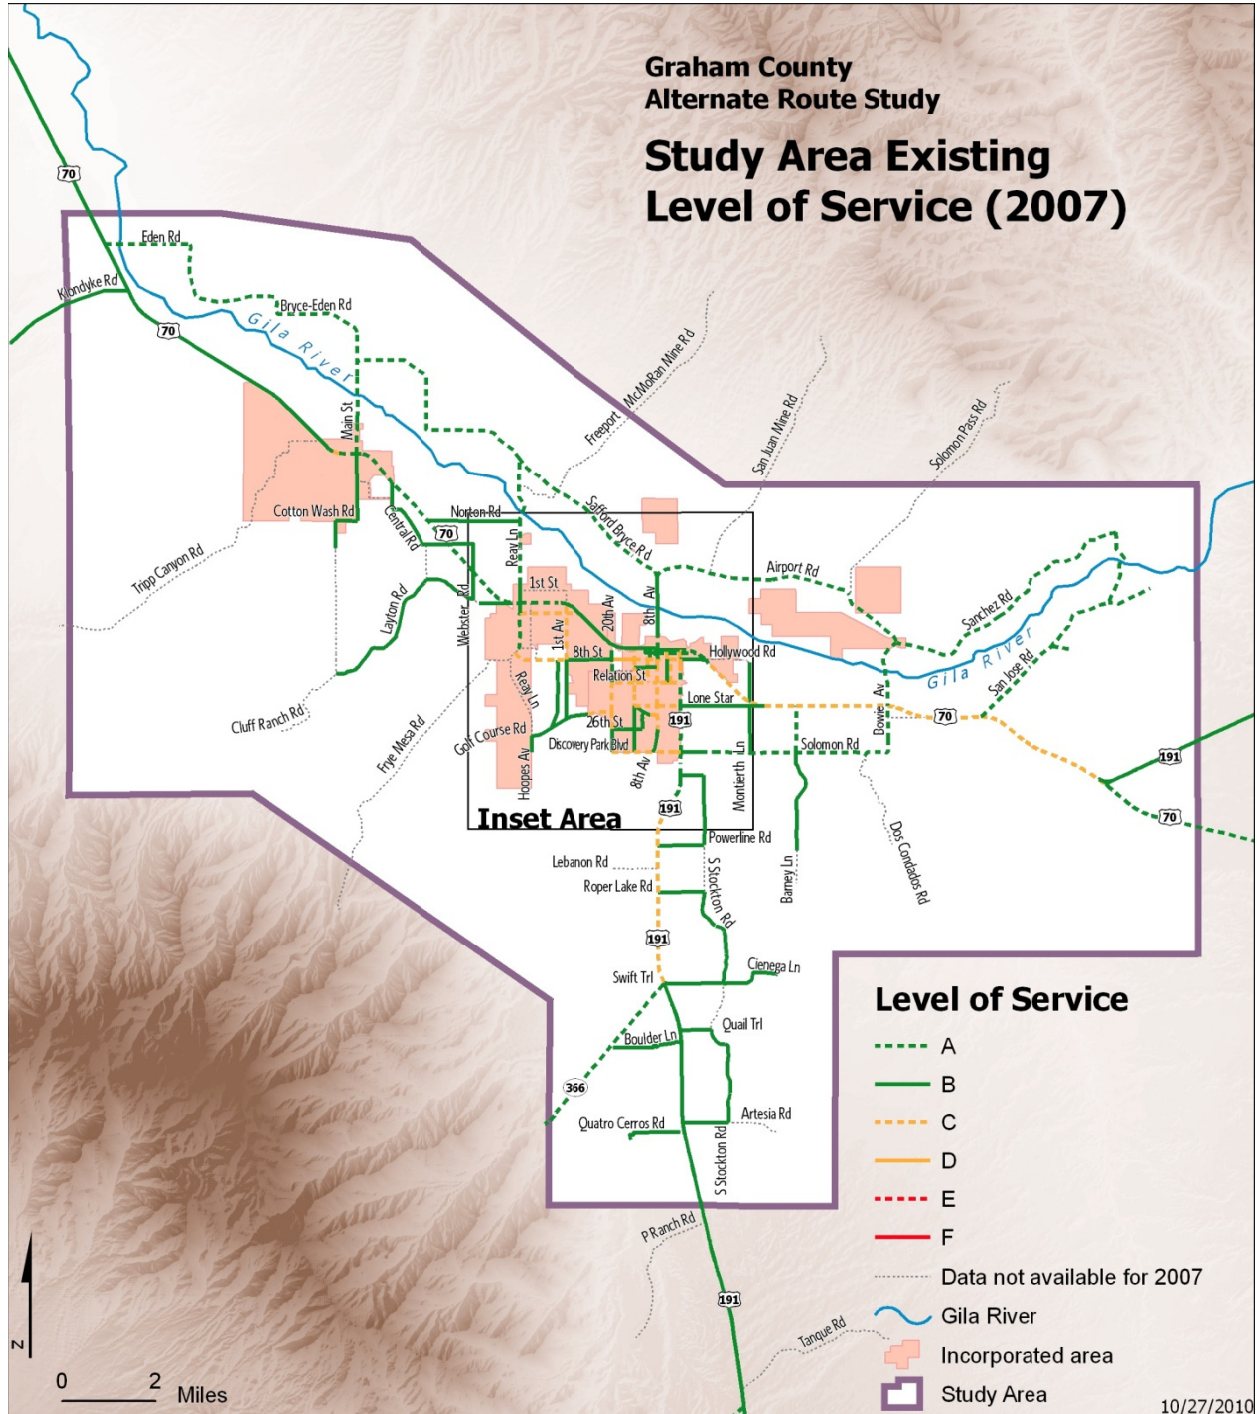 Graham County
Alternate Route Study
Study Area Existing
Level of Service (2007)
70
Eden Rd
Klondyke Rd
Bryce-Eden Rd
70
Gila River
Freeport McMoRan Mine Rd
San Juan Mine Rd
Solomon Pass Rd
Main St
Cotton Wash Rd
Central Rd
Norton Rd
70
Reay Ln
Safford Bryce Rd
Airport Rd
Tripp Canyon Rd
Layton Rd
Webster Rd
1st St
1st Av
20th Av
8th Av
Sanchez Rd
Hollywood Rd
8th St
Relation St
Gila River
San Jose Rd
Reay Ln
Lone Star
Bowie Av
70
Cluff Ranch Rd
Frye Mesa Rd
Golf Course Rd
26th St
191
Discovery Park Blvd
Solomon Rd
191
Hoopes Av
8th Av
Montierth Ln
191
70
Inset Area
Powerline Rd
Lebanon Rd
S Stockton Rd
Barney Ln
Dos Condados Rd
Roper Lake Rd
191
Swift Trl
Cienega Ln
Quail Trl
Boulder Ln
366
Quatro Cerros Rd
Artesia Rd
S Stockton Rd
P Ranch Rd
191
Tanque Rd
Level of Service
A
B
C
D
E
F
Data not available for 2007
Gila River
Incorporated area
Study Area
N
0 2
Miles
10/27/2010